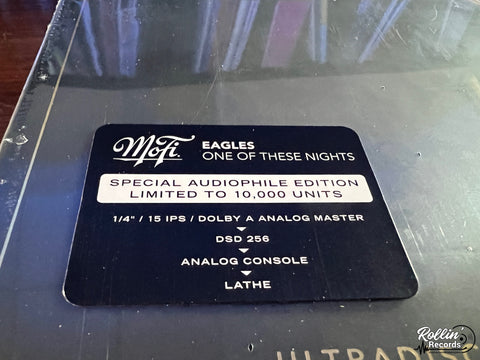 MoFi
EAGLES
ONE OF THESE NIGHTS
SPECIAL AUDIOPHILE EDITION
LIMITED TO 10,000 UNITS
1/4" / 15 IPS / DOLBY A ANALOG MASTER
DSD 256
ANALOG CONSOLE
LATHE
Rollin
Records